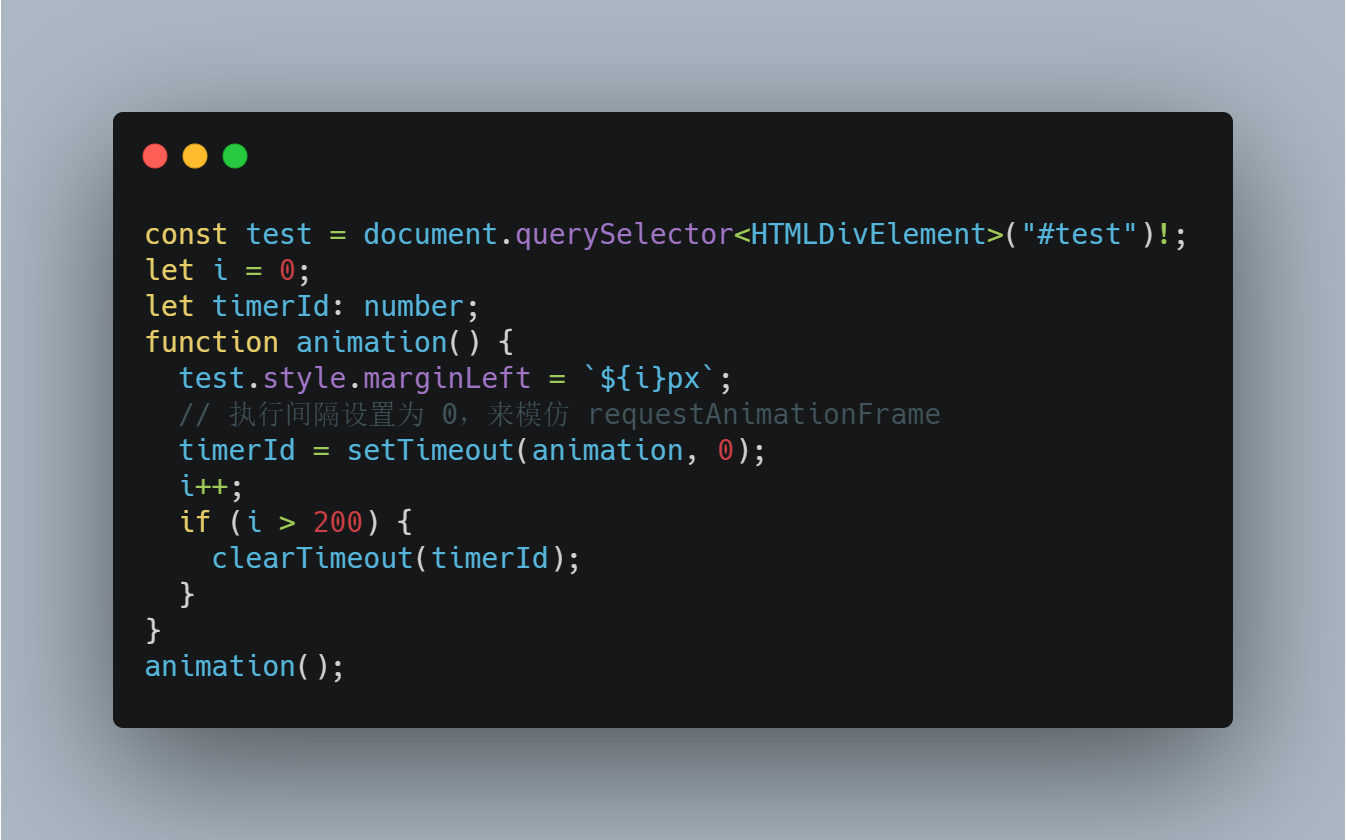 const test = document.querySelector<HTMLDivElement>("#test")!;
let i = 0;
let timerId: number;
function animation() {
  test.style.marginLeft = `${i}px`;
  // 执行间隔设置为 0，来模仿 requestAnimationFrame
  timerId = setTimeout(animation, 0);
  i++;
  if (i > 200) {
    clearTimeout(timerId);
  }
}
animation();